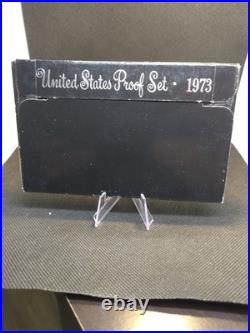 United States Proof Set • 1973